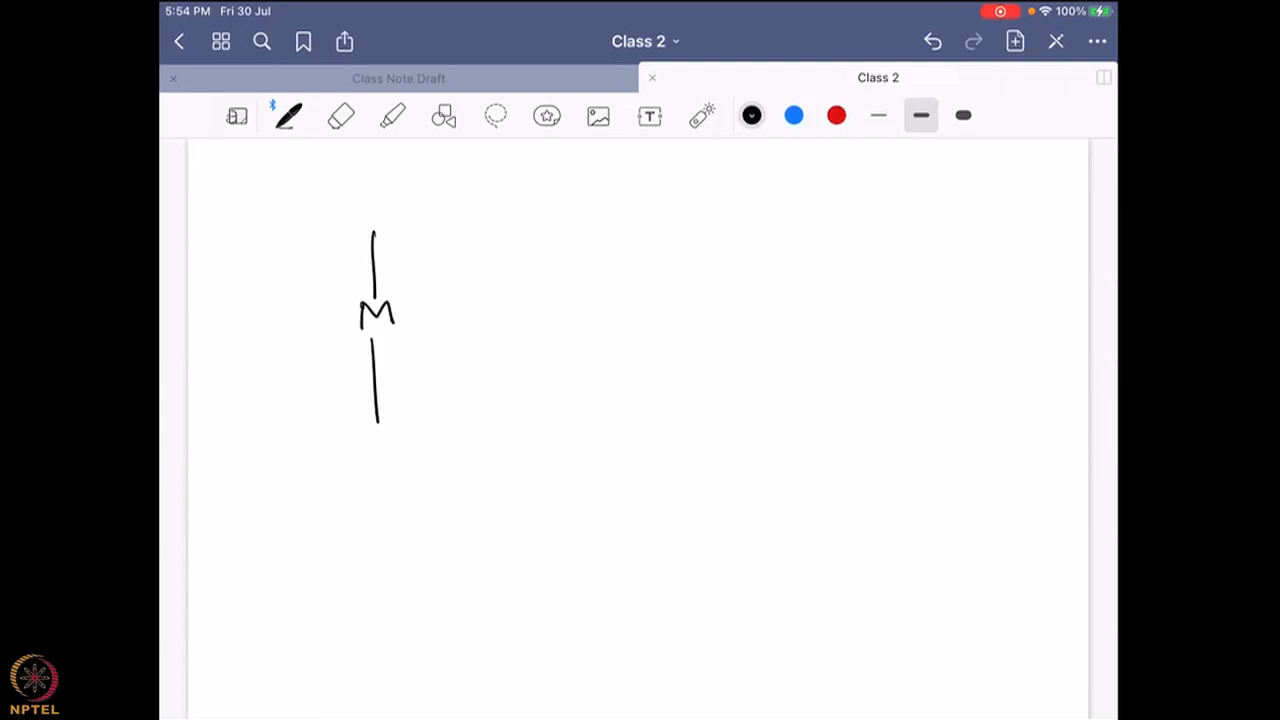 5:54 PM Fri 30 Jul
100%
Class 2
Class Note Draft
Class 2
T
M
NPTEL